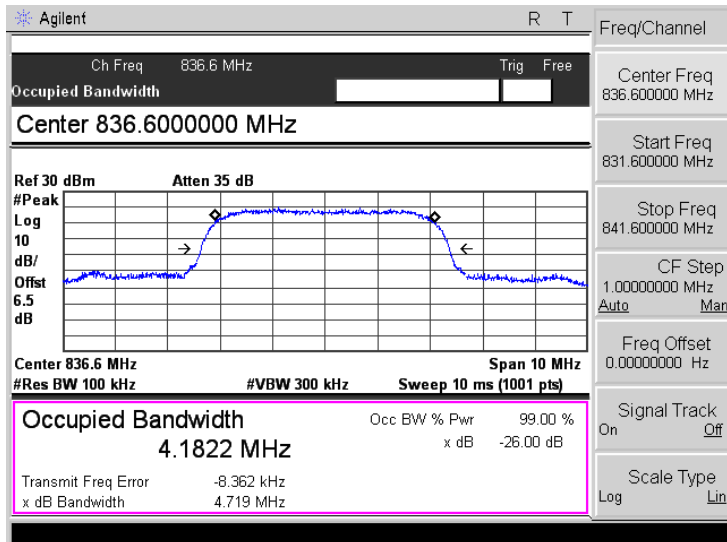 Agilent R T
Ch Freq 836.6 MHz Trig Free
Occupied Bandwidth
Center 836.6000000 MHz
Ref 30 dBm Atten 35 dB
#Peak
Log
10
dB/
Offst
6.5
dB
Center 836.6 MHz Span 10 MHz
#Res BW 100 kHz #VBW 300 kHz Sweep 10 ms (1001 pts)
Occupied Bandwidth
4.1822 MHz
Occ BW % Pwr 99.00 %
x dB -26.00 dB
Transmit Freq Error -8.362 kHz
x dB Bandwidth 4.719 MHz
Freq/Channel
Center Freq
836.600000 MHz
Start Freq
831.600000 MHz
Stop Freq
841.600000 MHz
CF Step
1.00000000 MHz
Auto Man
Freq Offset
0.00000000 Hz
Signal Track
On Off
Scale Type
Log Lin